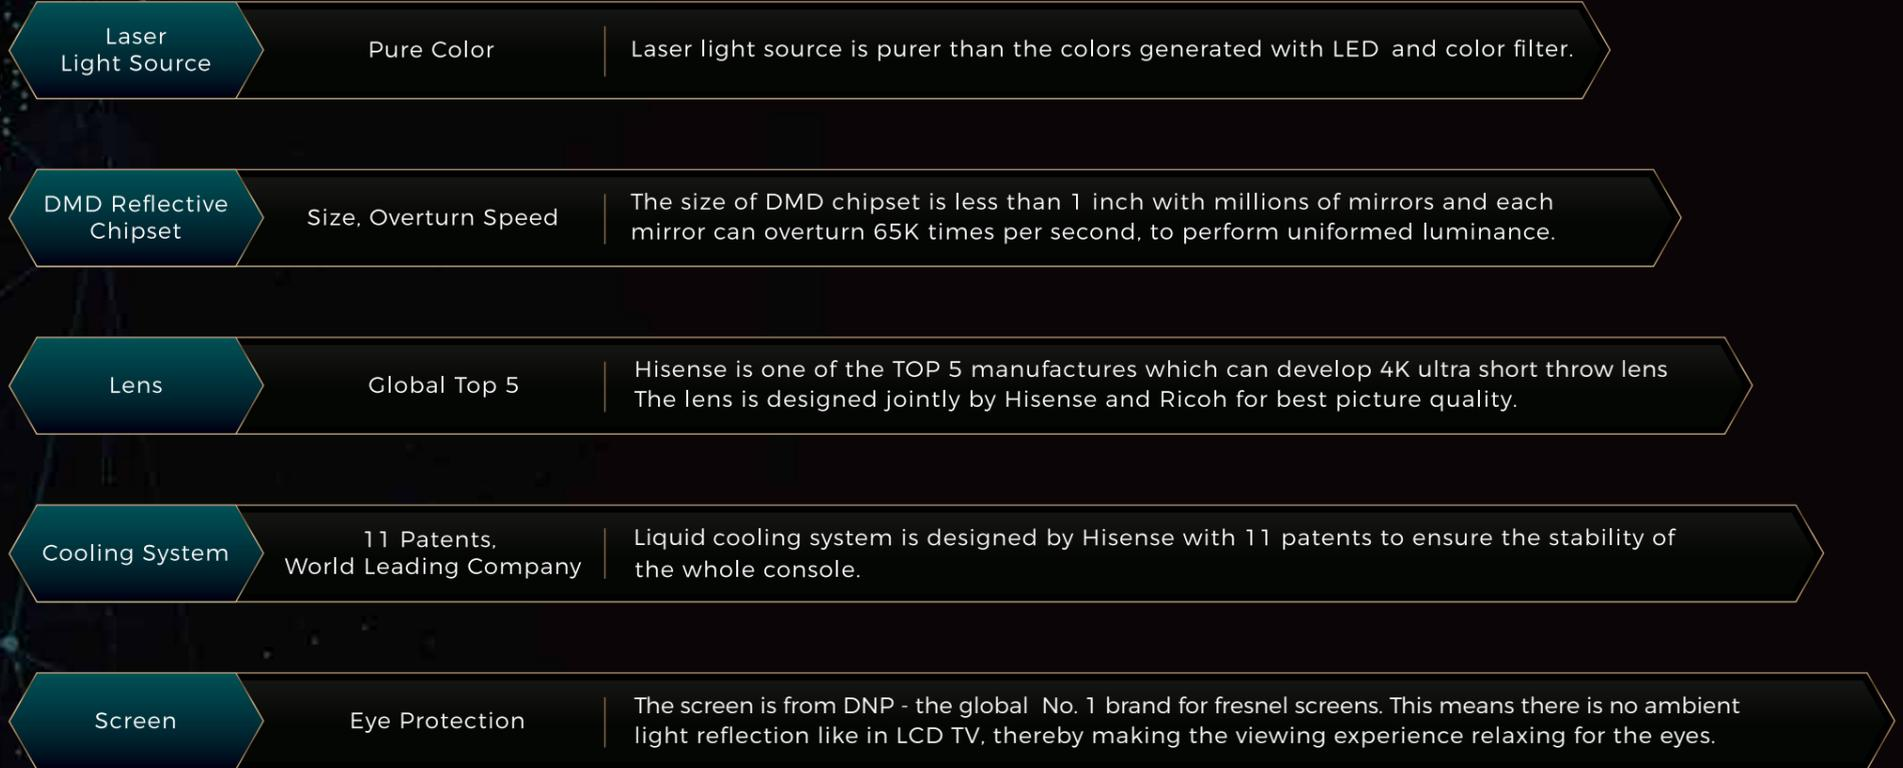 Laser
Light Source
Pure Color
Laser light source is purer than the colors generated with LED and color filter.
DMD Reflective
Chipset
Size, Overturn Speed
The size of DMD chipset is less than 1 inch with millions of mirrors and each
mirror can overturn 65K times per second, to perform uniformed luminance.
Lens
Global Top 5
Hisense is one of the TOP 5 manufactures which can develop 4K ultra short throw lens
The lens is designed jointly by Hisense and Ricoh for best picture quality.
Cooling System
11 Patents,
World Leading Company
Liquid cooling system is designed by Hisense with 11 patents to ensure the stability of
the whole console.
Screen
Eye Protection
The screen is from DNP - the global No. 1 brand for fresnel screens. This means there is no ambient
light reflection like in LCD TV, thereby making the viewing experience relaxing for the eyes.